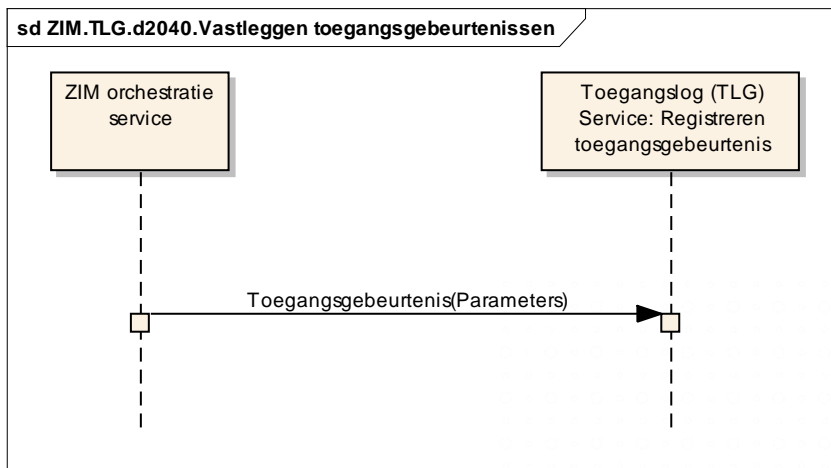 sd ZIM.TLG.d2040.Vastleggen toegangsgebeurtenissen
ZIM orchestratie
service
Toegangslog (TLG)
Service: Registreren
toegangsgebeurtenis
Toegangsgebeurtenis(Parameters)